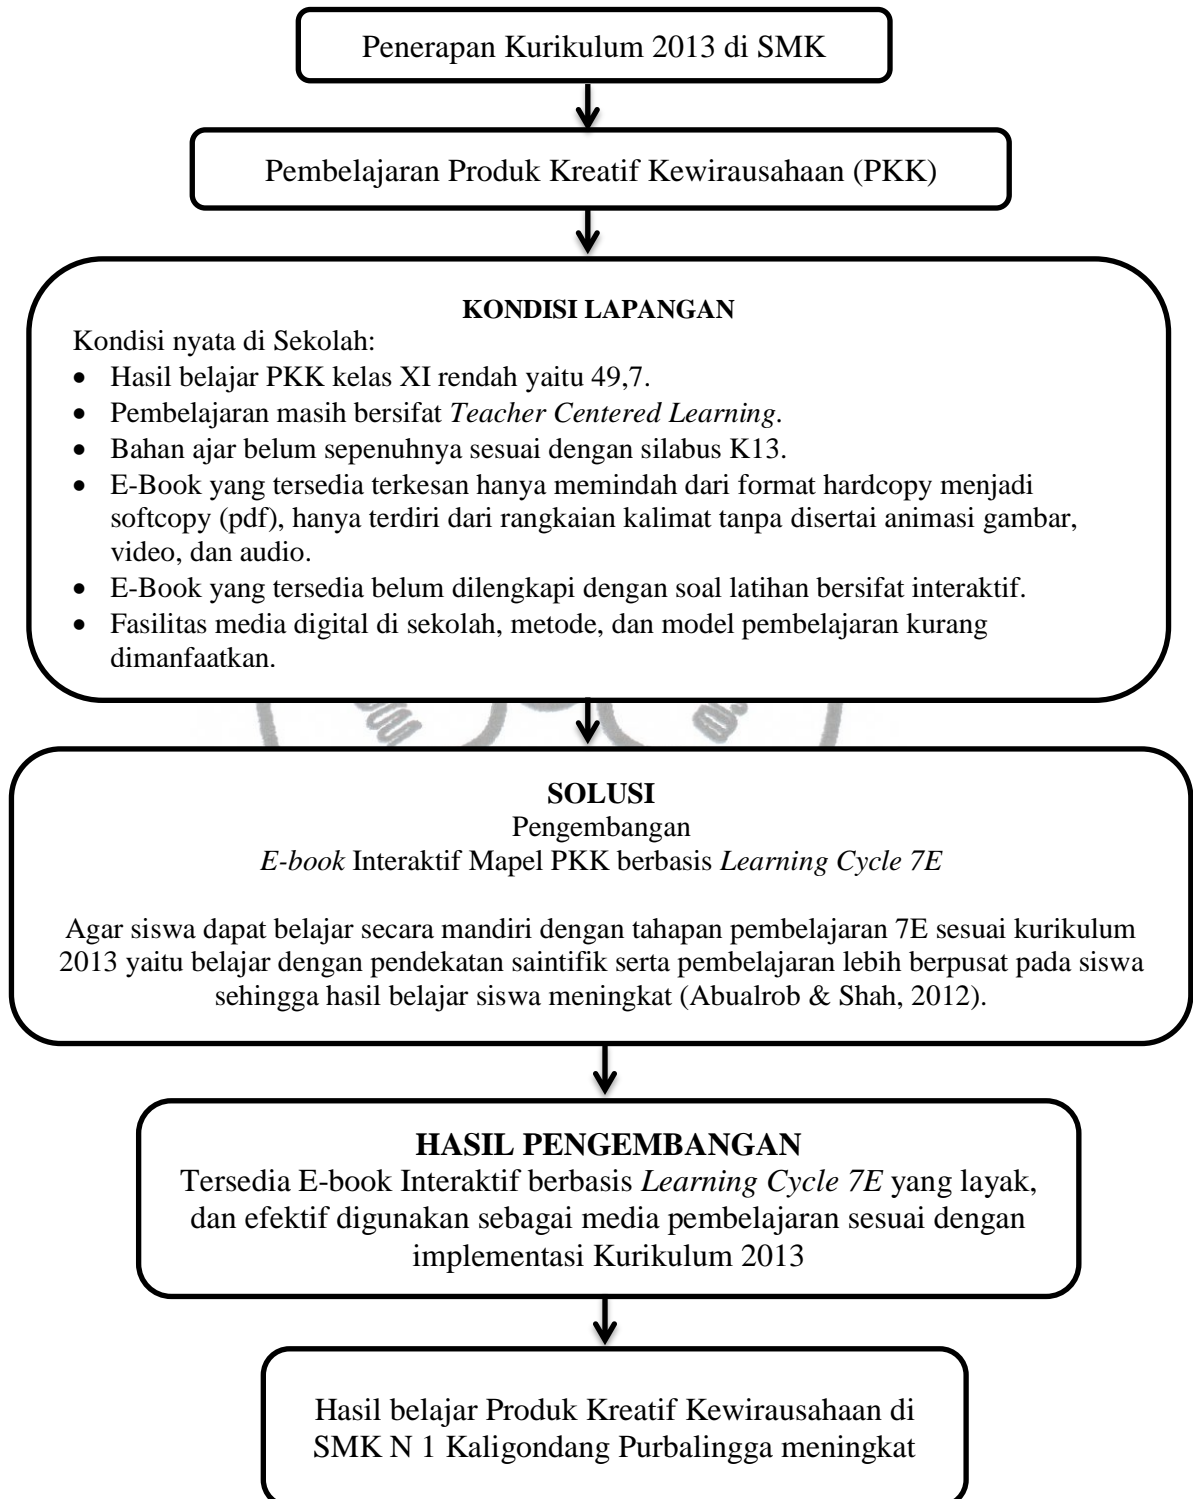 Penerapan Kurikulum 2013 di SMK
Pembelajaran Produk Kreatif Kewirausahaan (PKK)
KONDISI LAPANGAN
Kondisi nyata di Sekolah:
• Hasil belajar PKK kelas XI rendah yaitu 49,7.
• Pembelajaran masih bersifat Teacher Centered Learning.
• Bahan ajar belum sepenuhnya sesuai dengan silabus K13.
• E-Book yang tersedia terkesan hanya memindah dari format hardcopy menjadi
softcopy (pdf), hanya terdiri dari rangkaian kalimat tanpa disertai animasi gambar,
video, dan audio.
• E-Book yang tersedia belum dilengkapi dengan soal latihan bersifat interaktif.
• Fasilitas media digital di sekolah, metode, dan model pembelajaran kurang
dimanfaatkan.
SOLUSI
Pengembangan
E-book Interaktif Mapel PKK berbasis Learning Cycle 7E
Agar siswa dapat belajar secara mandiri dengan tahapan pembelajaran 7E sesuai kurikulum
2013 yaitu belajar dengan pendekatan saintifik serta pembelajaran lebih berpusat pada siswa
sehingga hasil belajar siswa meningkat (Abualrob & Shah, 2012).
HASIL PENGEMBANGAN
Tersedia E-book Interaktif berbasis Learning Cycle 7E yang layak,
dan efektif digunakan sebagai media pembelajaran sesuai dengan
implementasi Kurikulum 2013
Hasil belajar Produk Kreatif Kewirausahaan di
SMK N 1 Kaligondang Purbalingga meningkat